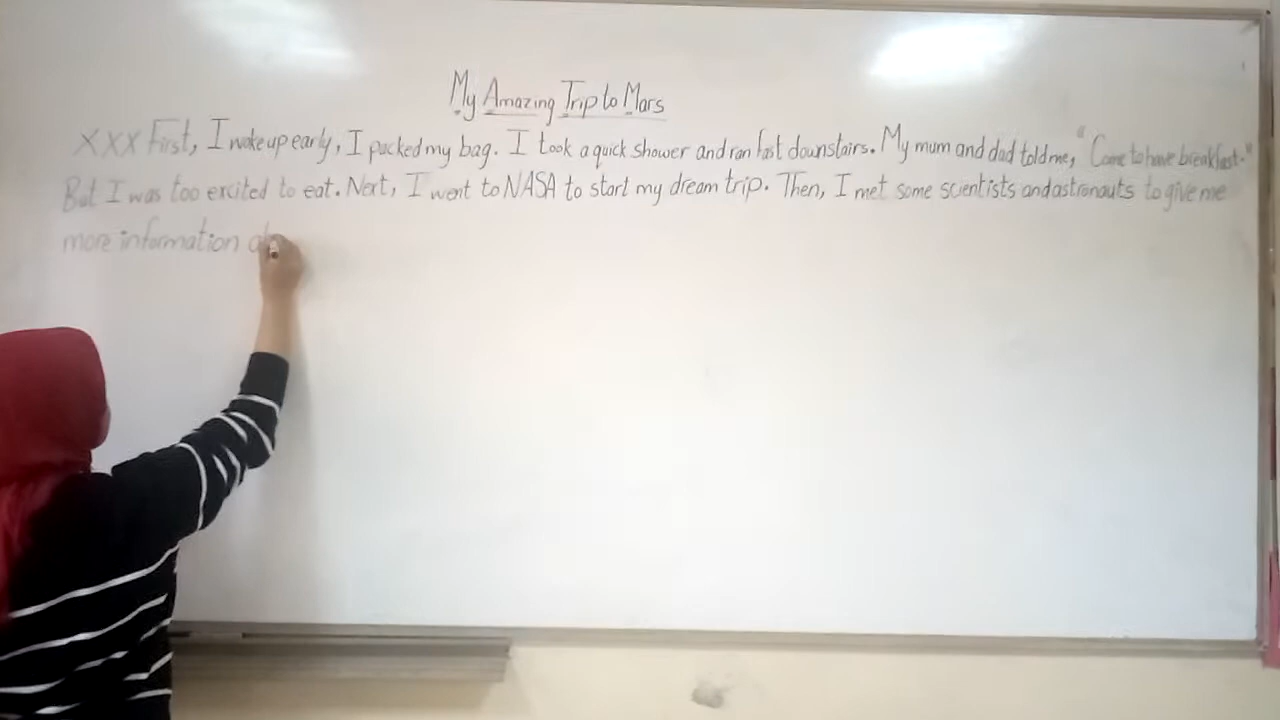 My Amazing Trip to Mars
XXX First, I woke up early, I packed my bag. I took a quick shower and ran fast downstairs. My mum and dad told me, "Come to have breakfast."
But I was too excited to eat. Next, I went to NASA to start my dream trip. Then, I met some scientists and astronauts to give me
more information